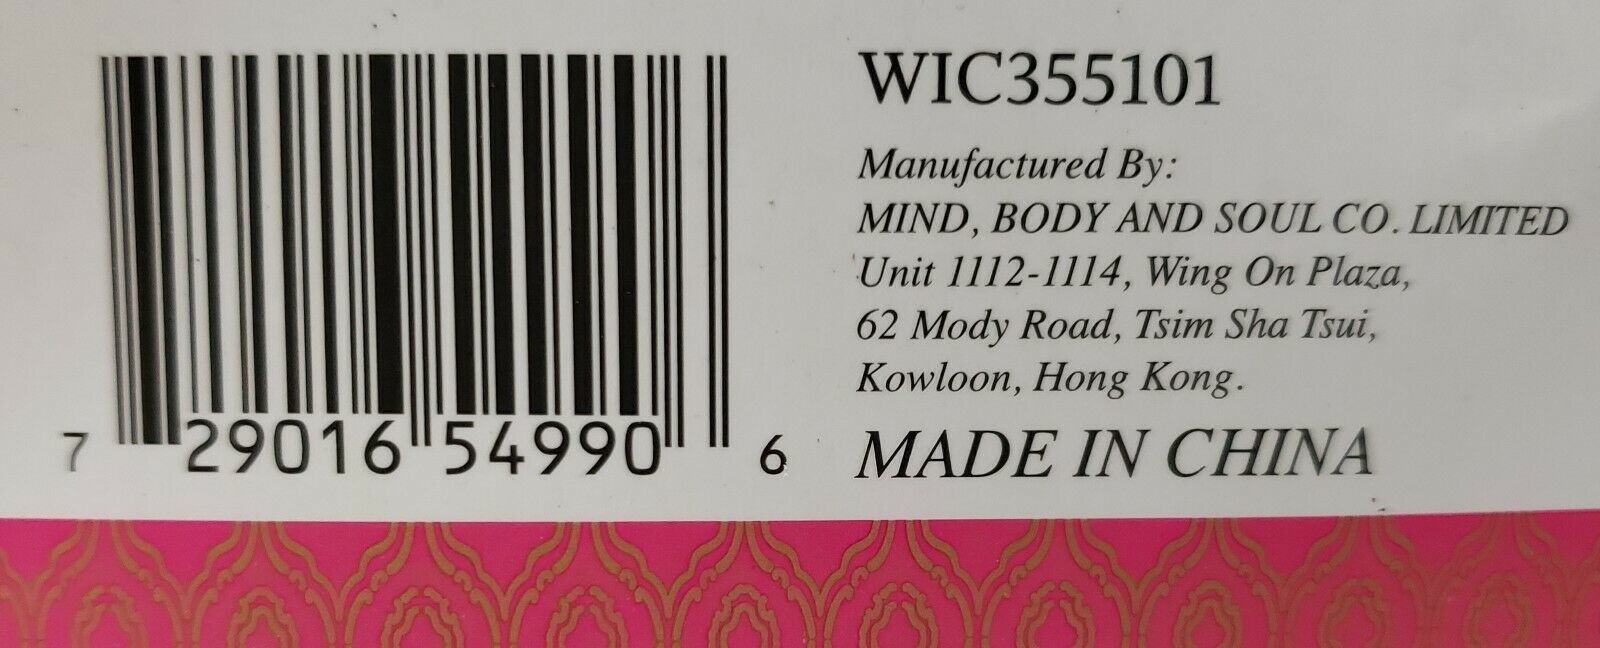 WIC355101
Manufactured By:
MIND, BODY AND SOUL CO. LIMITED
Unit 1112-1114, Wing On Plaza,
62 Mody Road, Tsim Sha Tsui,
Kowloon, Hong Kong.
MADE IN CHINA
7 29016 54990 6